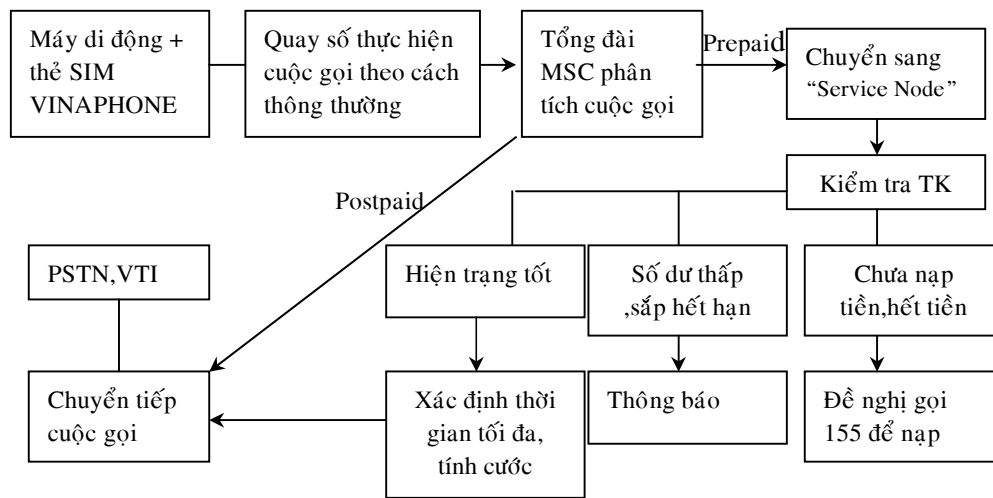 Máy di động +
thẻ SIM
VINAPHONE
Quay số thực hiện
cuộc gọi theo cách
thông thường
Tổng đài
MSC phân
tích cuộc gọi
Prepaid
Chuyển sang
“Service Node”
Kiểm tra TK
Postpaid
PSTN,VTI
Hiện trạng tốt
Số dư thấp
,sắp hết hạn
Chưa nạp
tiền,hết tiền
Chuyển tiếp
cuộc gọi
Xác định thời
gian tối đa,
tính cước
Thông báo
Đề nghị gọi
155 để nạp